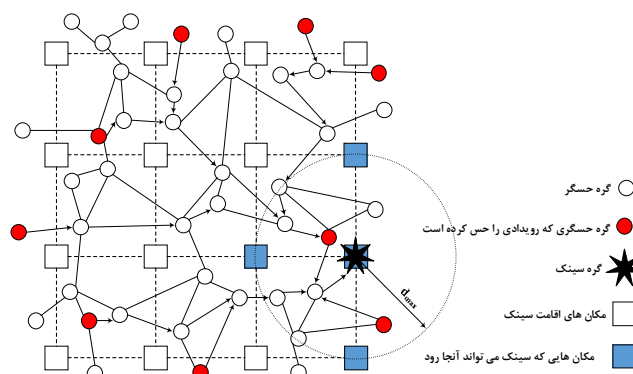 گره حسگر
گره حسگری که رویدادی را حس کرده است
گره سینک
d_max
مکان های اقامت سینک
مکان هایی که سینک می تواند آنجا رود